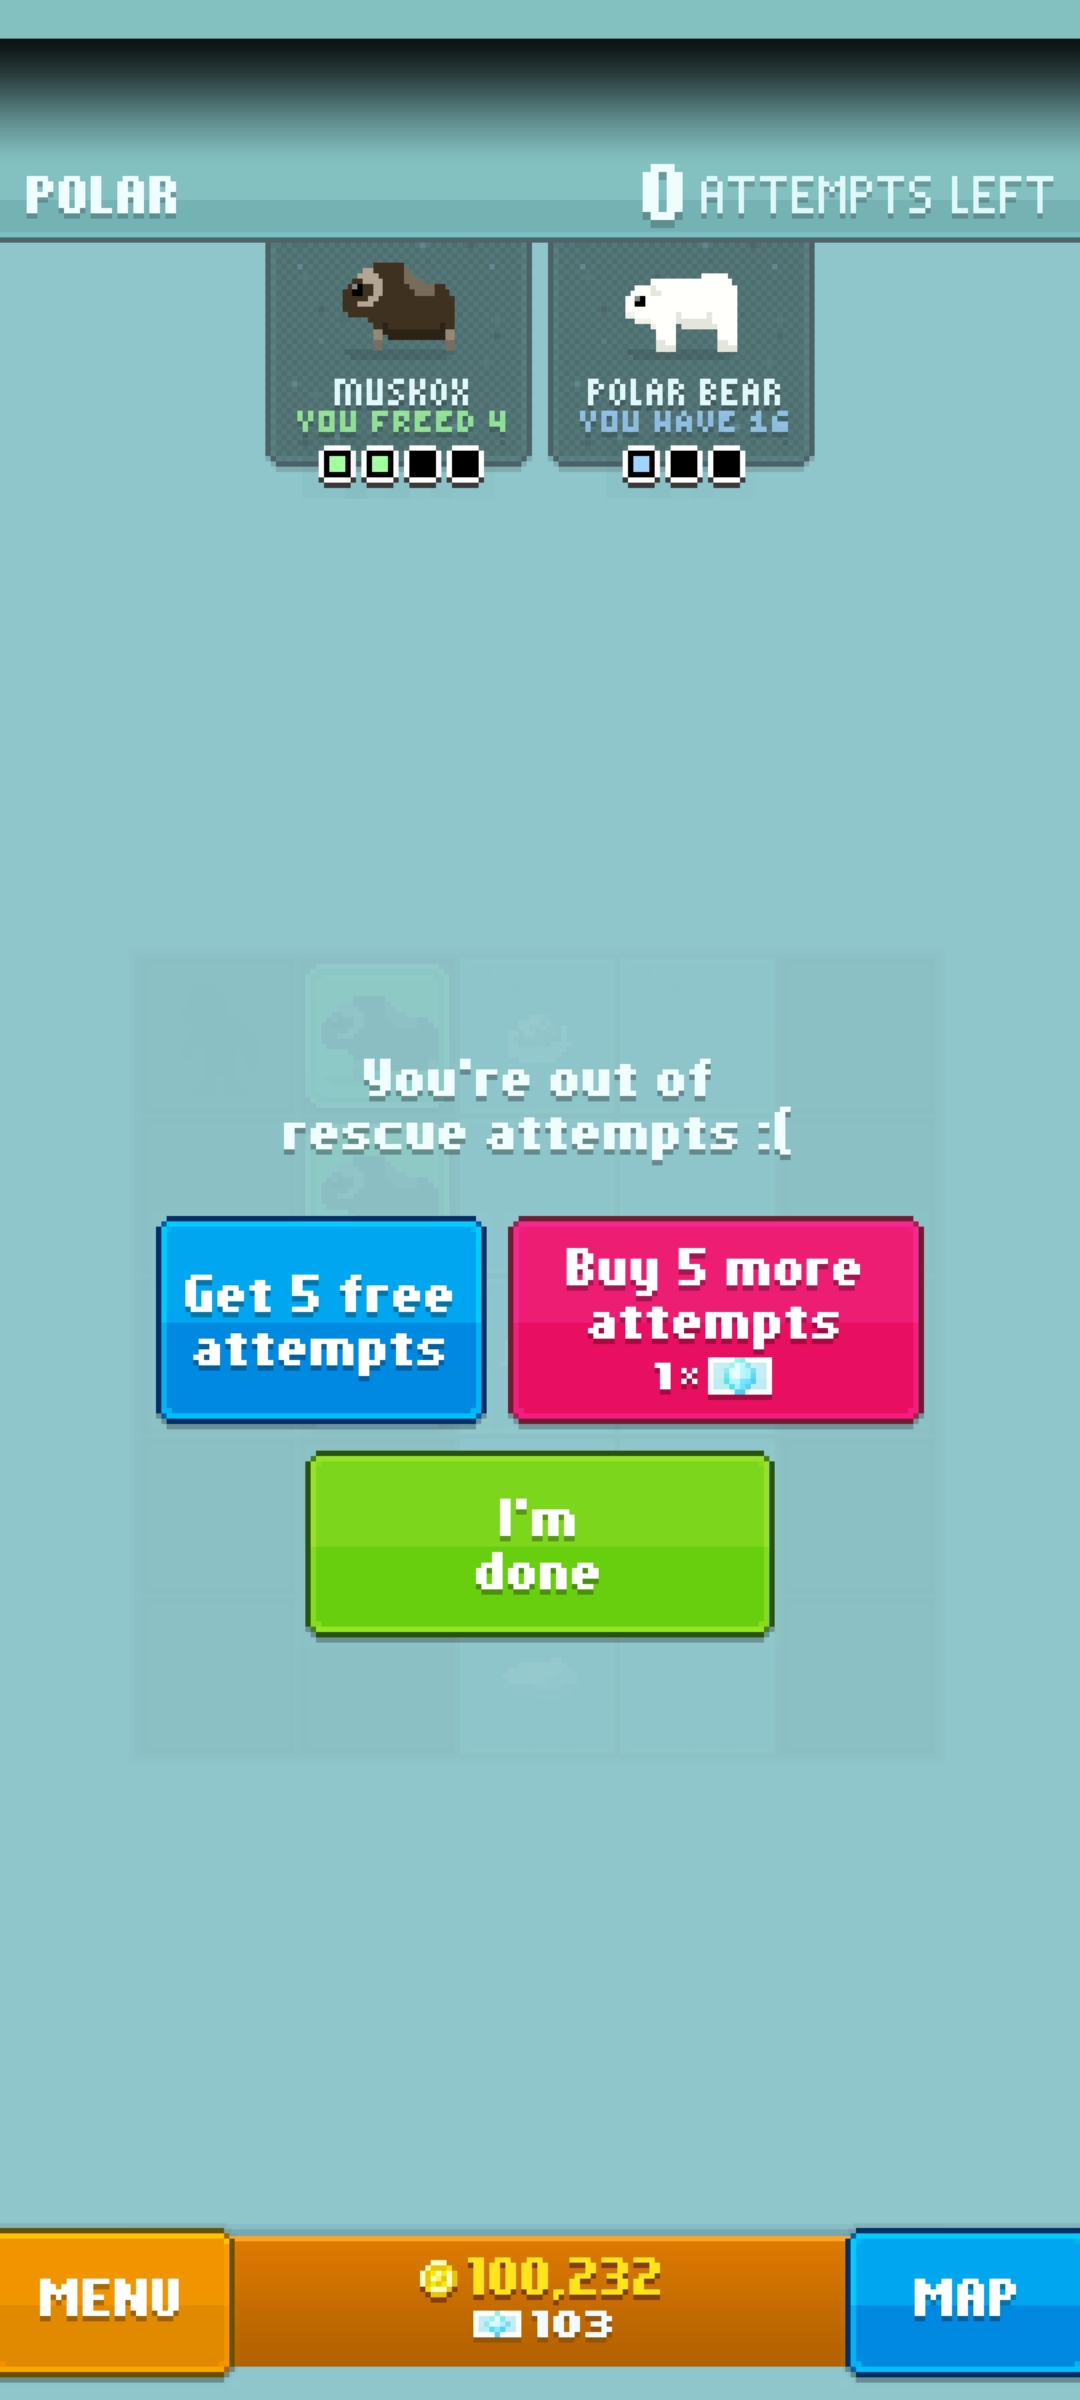 POLAR
0 ATTEMPTS LEFT
MUSKOX
YOU FREED 4
POLAR BEAR
YOU HAVE 16
You're out of
rescue attempts :(
Get 5 free
attempts
Buy 5 more
attempts
1×
I'm
done
MENU
100,232
103
MAP